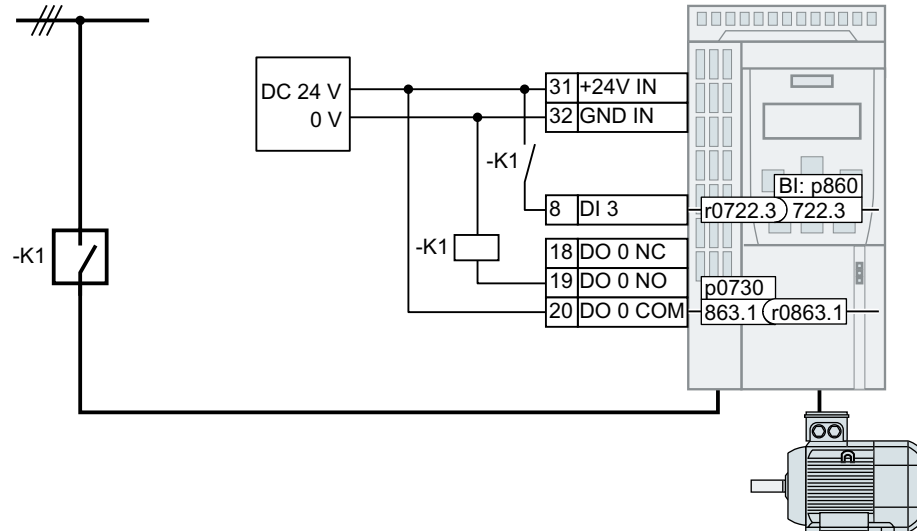 DC 24 V
0 V
31 +24V IN
32 GND IN
-K1
8 DI 3
BI: p860
r0722.3 722.3
-K1
-K1
18 DO 0 NC
19 DO 0 NO
20 DO 0 COM
p0730
863.1 r0863.1